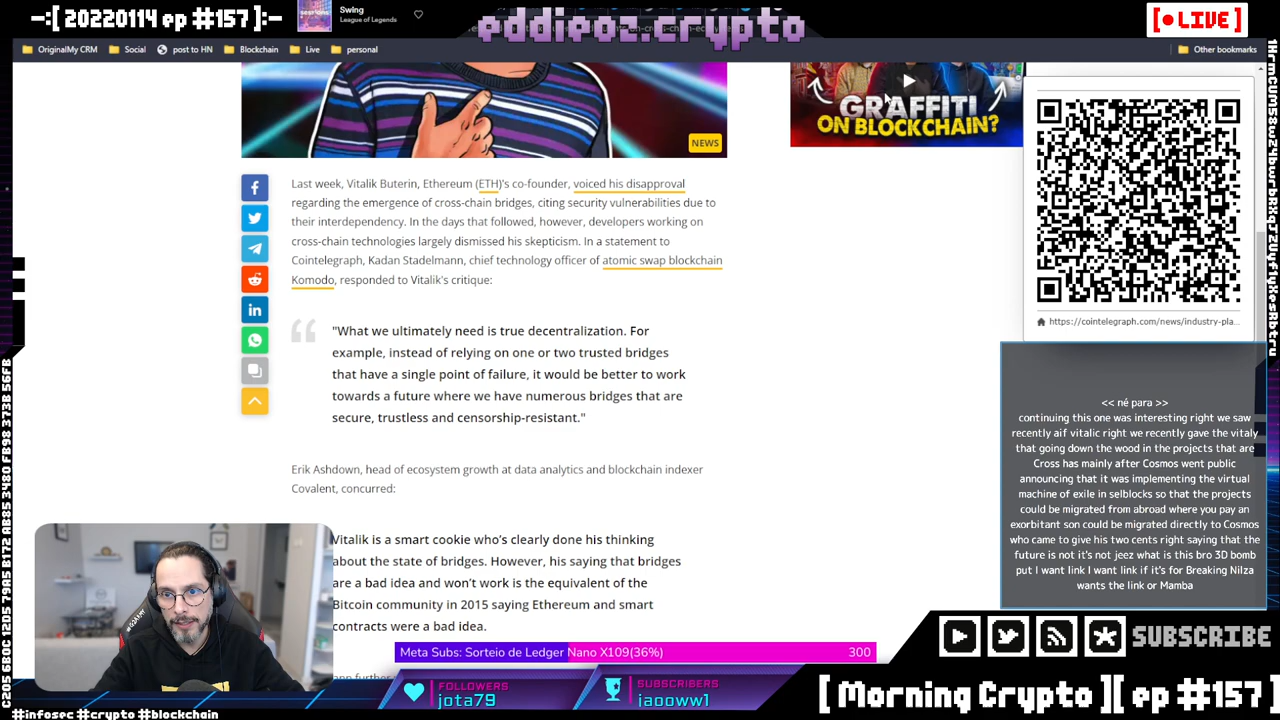 -:[ 20220114 ep #157]:-
Swing
League of Legends
eddieoz.crypto
[● LIVE]
OriginalMy CRM
Social
post to HN
Blockchain
Live
personal
Other bookmarks
NEWS
GRAFFITI
ON BLOCKCHAIN?
https://cointelegraph.com/news/industry-pla...
Last week, Vitalik Buterin, Ethereum (ETH)'s co-founder, voiced his disapproval
regarding the emergence of cross-chain bridges, citing security vulnerabilities due to
their interdependency. In the days that followed, however, developers working on
cross-chain technologies largely dismissed his skepticism. In a statement to
Cointelegraph, Kadan Stadelmann, chief technology officer of atomic swap blockchain
Komodo, responded to Vitalik's critique:
"What we ultimately need is true decentralization. For
example, instead of relying on one or two trusted bridges
that have a single point of failure, it would be better to work
towards a future where we have numerous bridges that are
secure, trustless and censorship-resistant."
Erik Ashdown, head of ecosystem growth at data analytics and blockchain indexer
Covalent, concurred:
Vitalik is a smart cookie who's clearly done his thinking
about the state of bridges. However, his saying that bridges
are a bad idea and won't work is the equivalent of the
Bitcoin community in 2015 saying Ethereum and smart
contracts were a bad idea.
<< né para >>
continuing this one was interesting right we saw
recently aif vitalic right we recently gave the vitaly
that going down the wood in the projects that are
Cross has mainly after Cosmos went public
announcing that it was implementing the virtual
machine of exile in selblocks so that the projects
could be migrated from abroad where you pay an
exorbitant son could be migrated directly to Cosmos
who came to give his two cents right saying that the
future is not it's not jeez what is this bro 3D bomb
put I want link I want link if it's for Breaking Nilza
wants the link or Mamba
Meta Subs: Sorteio de Ledger Nano X109(36%)
300
FOLLOWERS
jota79
SUBSCRIBERS
jaooww1
SUBSCRIBE
[ Morning Crypto ][ ep #157 ]
#infosec #crypto #blockchain
C205 5B0C 12D5 79A5 B172 AB85 3480 FB98 373B 56FB